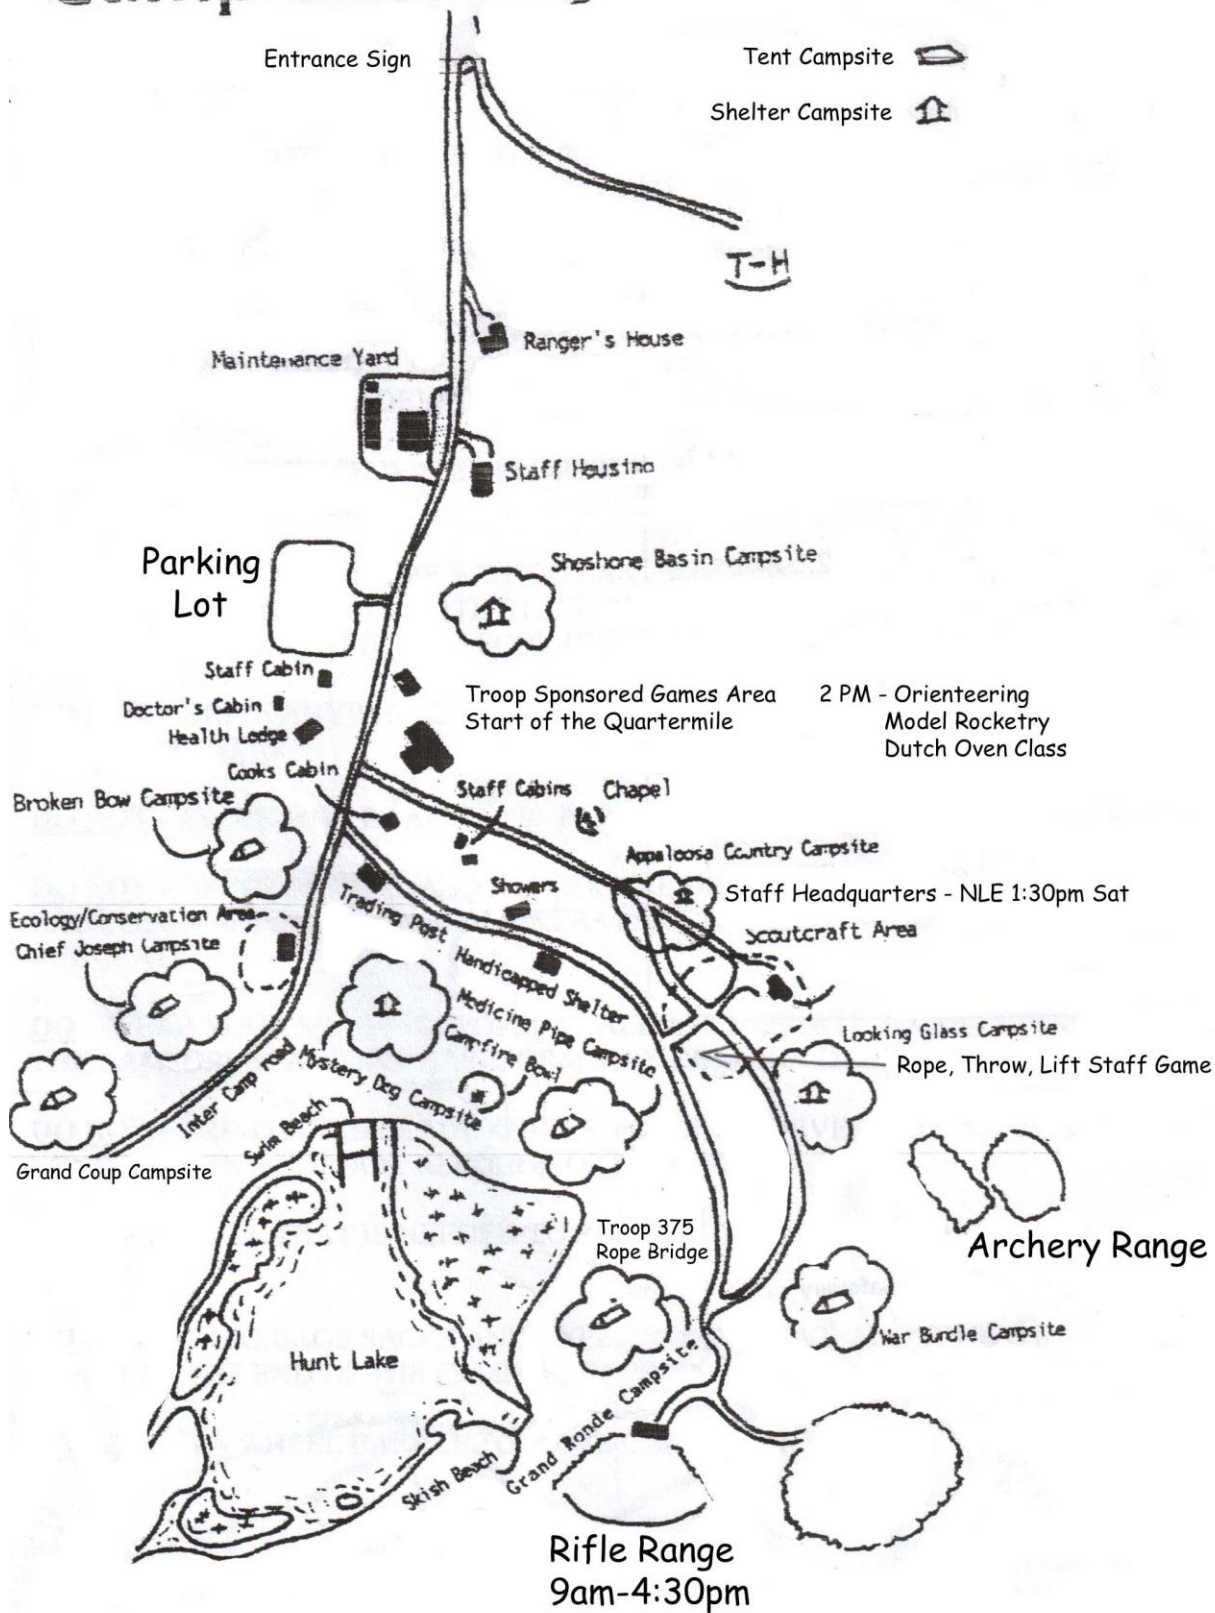 Entrance Sign
Tent Campsite
Shelter Campsite
T-H
Ranger's House
Maintenance Yard
Staff Housing
Parking
Lot
Shoshone Basin Campsite
Staff Cabin
Doctor's Cabin
Health Lodge
Troop Sponsored Games Area
Start of the Quartermile
2 PM - Orienteering
Model Rocketry
Dutch Oven Class
Cooks Cabin
Staff Cabins
Chapel
Broken Bow Campsite
Appaloosa Country Campsite
Staff Headquarters - NLE 1:30pm Sat
Showers
Trading Post
Ecology/Conservation Area
Chief Joseph Campsite
Scoutcraft Area
Handicapped Shelter
Medicine Pipe Campsite
Campfire Bowl
Looking Glass Campsite
Rope, Throw, Lift Staff Game
Inter Camp road
Mystery Dog Campsite
Swim Beach
Grand Coup Campsite
Troop 375
Rope Bridge
Archery Range
War Bundle Campsite
Hunt Lake
Grand Ronde Campsite
Skish Beach
Rifle Range
9am-4:30pm